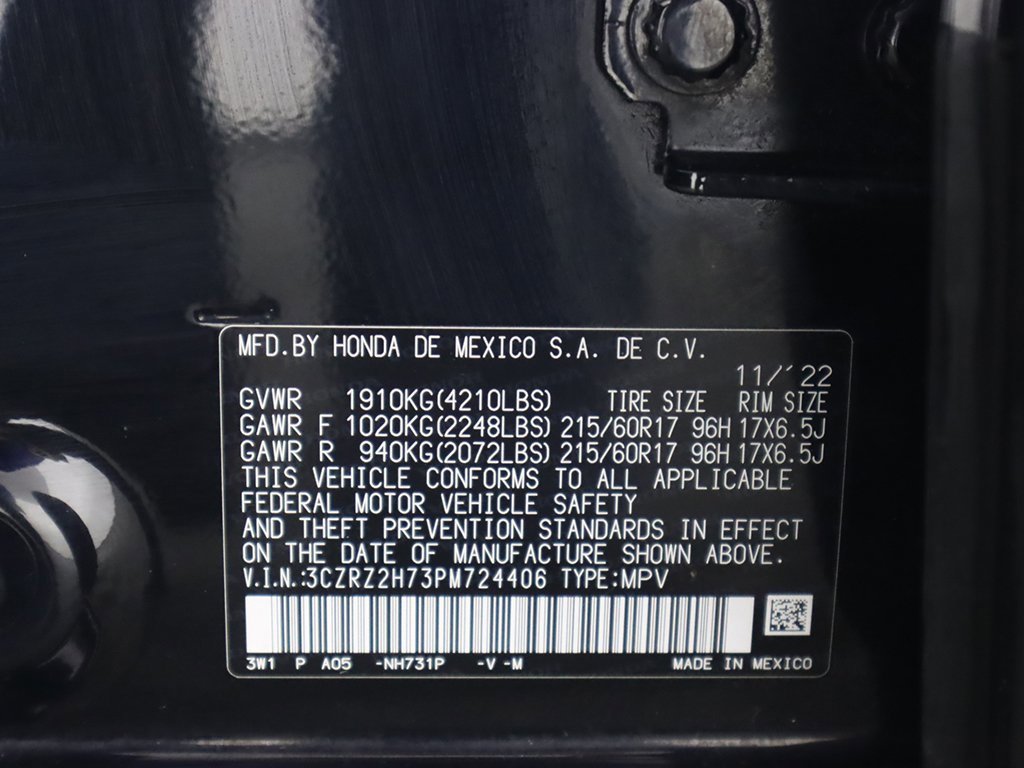 MFD.BY HONDA DE MEXICO S.A. DE C.V.
11/'22
GVWR 1910KG(4210LBS) TIRE SIZE RIM SIZE
GAWR F 1020KG(2248LBS) 215/60R17 96H 17X6.5J
GAWR R 940KG(2072LBS) 215/60R17 96H 17X6.5J
THIS VEHICLE CONFORMS TO ALL APPLICABLE
FEDERAL MOTOR VEHICLE SAFETY
AND THEFT PREVENTION STANDARDS IN EFFECT
ON THE DATE OF MANUFACTURE SHOWN ABOVE.
V.I.N.:3CZRZ2H73PM724406 TYPE:MPV
3W1 P A05 -NH731P -V -M MADE IN MEXICO